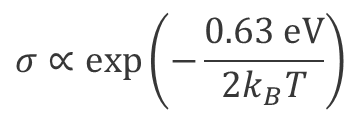 σ ∝ exp(−0.63 eV/2k_BT)